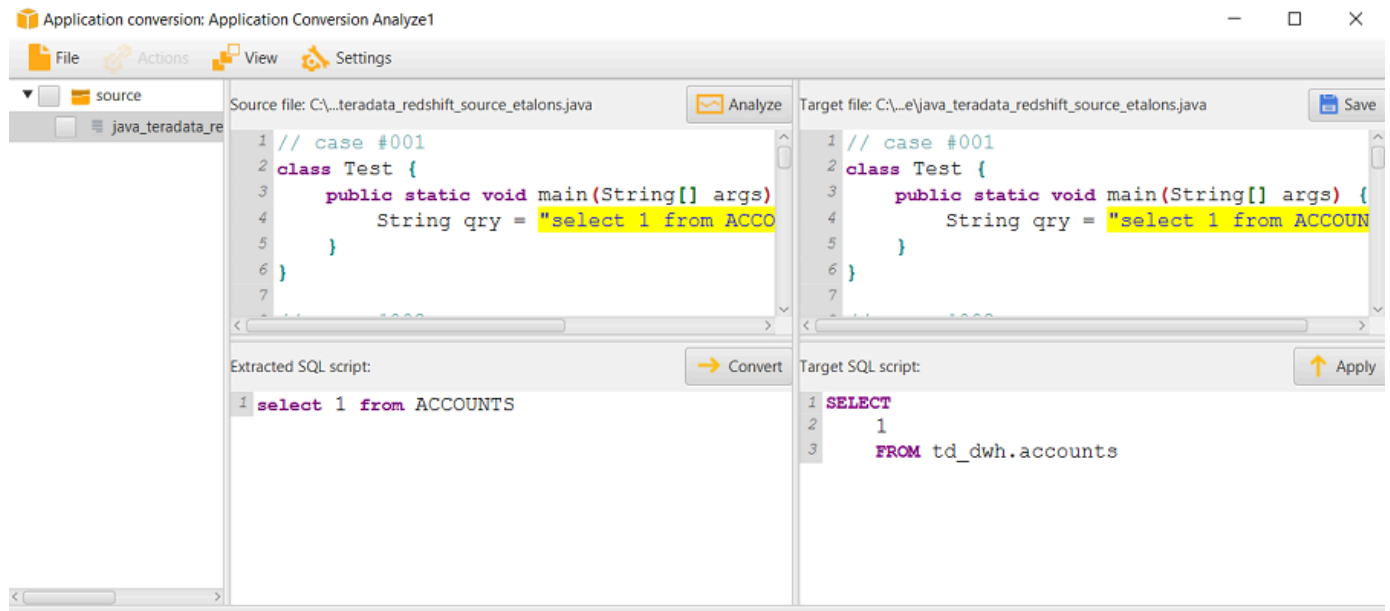 Application conversion: Application Conversion Analyze1
File Actions View Settings
source
java_teradata_re
Source file: C:\...teradata_redshift_source_etalons.java Analyze
1 // case #001
2 class Test {
3 public static void main(String[] args)
4 String qry = "select 1 from ACCO
5 }
6 }
7
Target file: C:\...e\java_teradata_redshift_source_etalons.java Save
1 // case #001
2 class Test {
3 public static void main(String[] args) {
4 String qry = "select 1 from ACCOUN
5 }
6 }
7
Extracted SQL script: Convert
1 select 1 from ACCOUNTS
Target SQL script: Apply
1 SELECT
2 1
3 FROM td_dwh.accounts